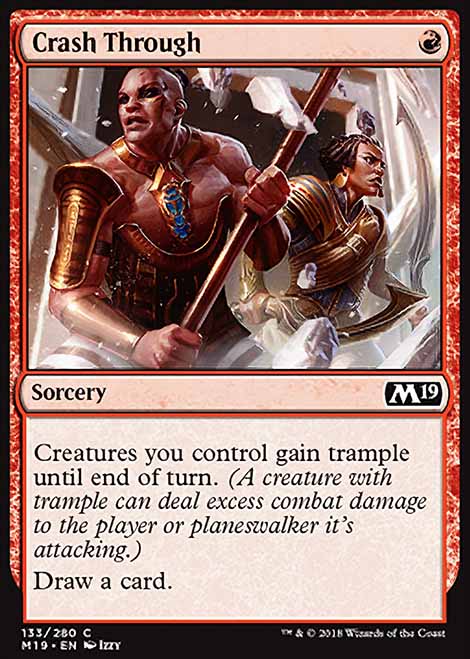 Crash Through
Sorcery
M19
Creatures you control gain trample
until end of turn. (A creature with
trample can deal excess combat damage
to the player or planeswalker it's
attacking.)
Draw a card.
133/280 C
M19 • EN Izzy
™ & © 2018 Wizards of the Coast